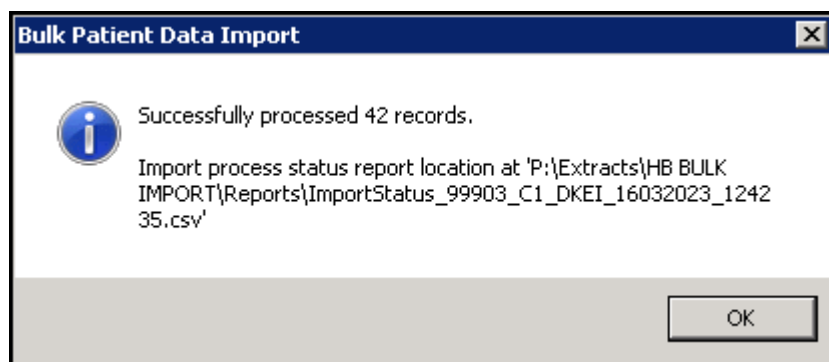 Bulk Patient Data Import
Successfully processed 42 records.
Import process status report location at 'P:\Extracts\HB BULK
IMPORT\Reports\ImportStatus_99903_C1_DKEI_16032023_1242
35.csv'
OK